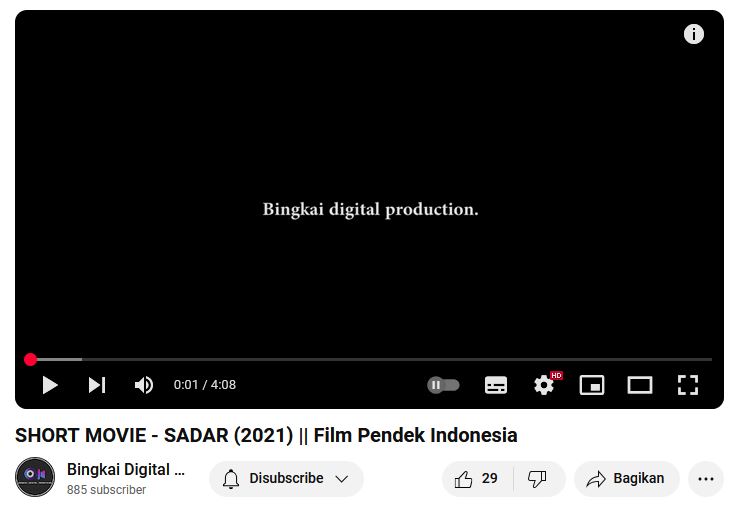 Bingkai digital production.
0:01 / 4:08
HD
SHORT MOVIE - SADAR (2021) || Film Pendek Indonesia
Bingkai Digital ...
885 subscriber
Disubscribe
29
Bagikan